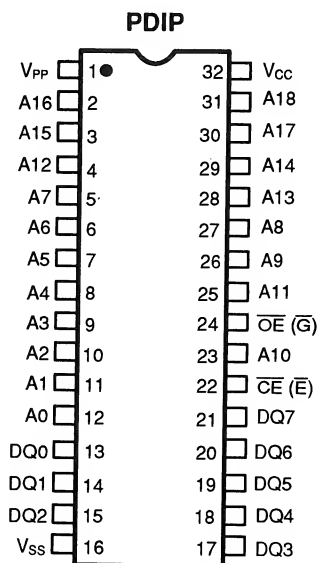 PDIP
VPP 1 32 VCC
A16 2 31 A18
A15 3 30 A17
A12 4 29 A14
A7 5 28 A13
A6 6 27 A8
A5 7 26 A9
A4 8 25 A11
A3 9 24 O̅E̅ (G̅)
A2 10 23 A10
A1 11 22 C̅E̅ (E̅)
A0 12 21 DQ7
DQ0 13 20 DQ6
DQ1 14 19 DQ5
DQ2 15 18 DQ4
VSS 16 17 DQ3